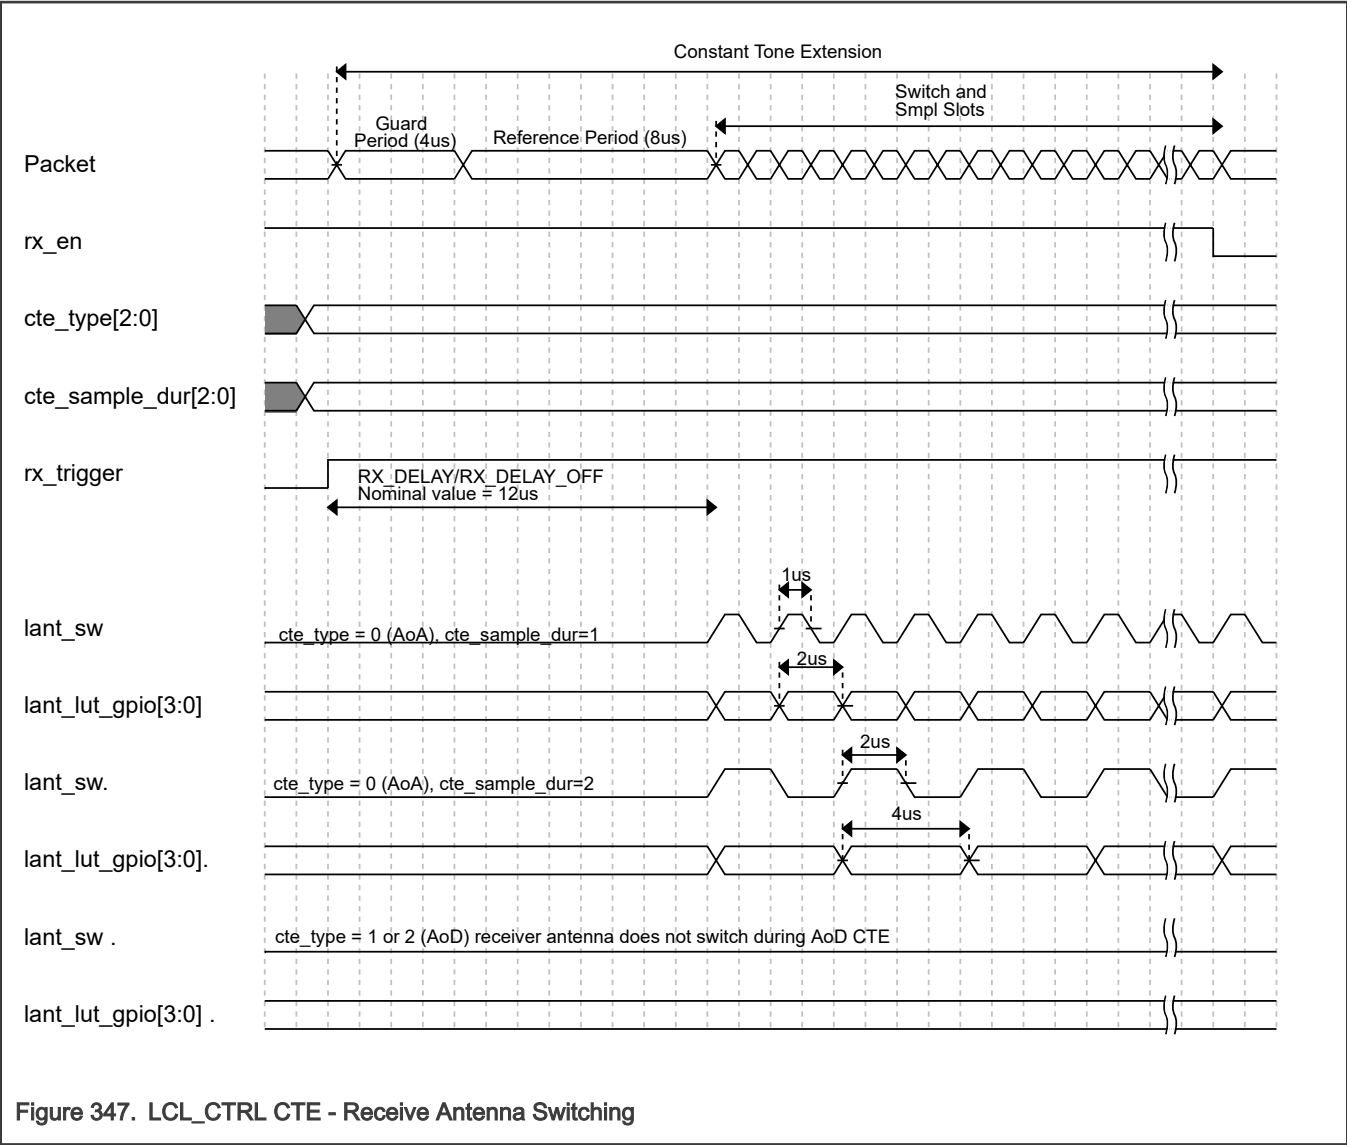 Constant Tone Extension
Switch and
Smpl Slots
Guard
Period (4us)
Reference Period (8us)
Packet
rx_en
cte_type[2:0]
cte_sample_dur[2:0]
rx_trigger
RX_DELAY/RX_DELAY_OFF
Nominal value = 12us
1us
lant_sw
cte_type = 0 (AoA), cte_sample_dur=1
2us
lant_lut_gpio[3:0]
2us
lant_sw.
cte_type = 0 (AoA), cte_sample_dur=2
4us
lant_lut_gpio[3:0].
lant_sw .
cte_type = 1 or 2 (AoD) receiver antenna does not switch during AoD CTE
lant_lut_gpio[3:0] .
Figure 347. LCL_CTRL CTE - Receive Antenna Switching